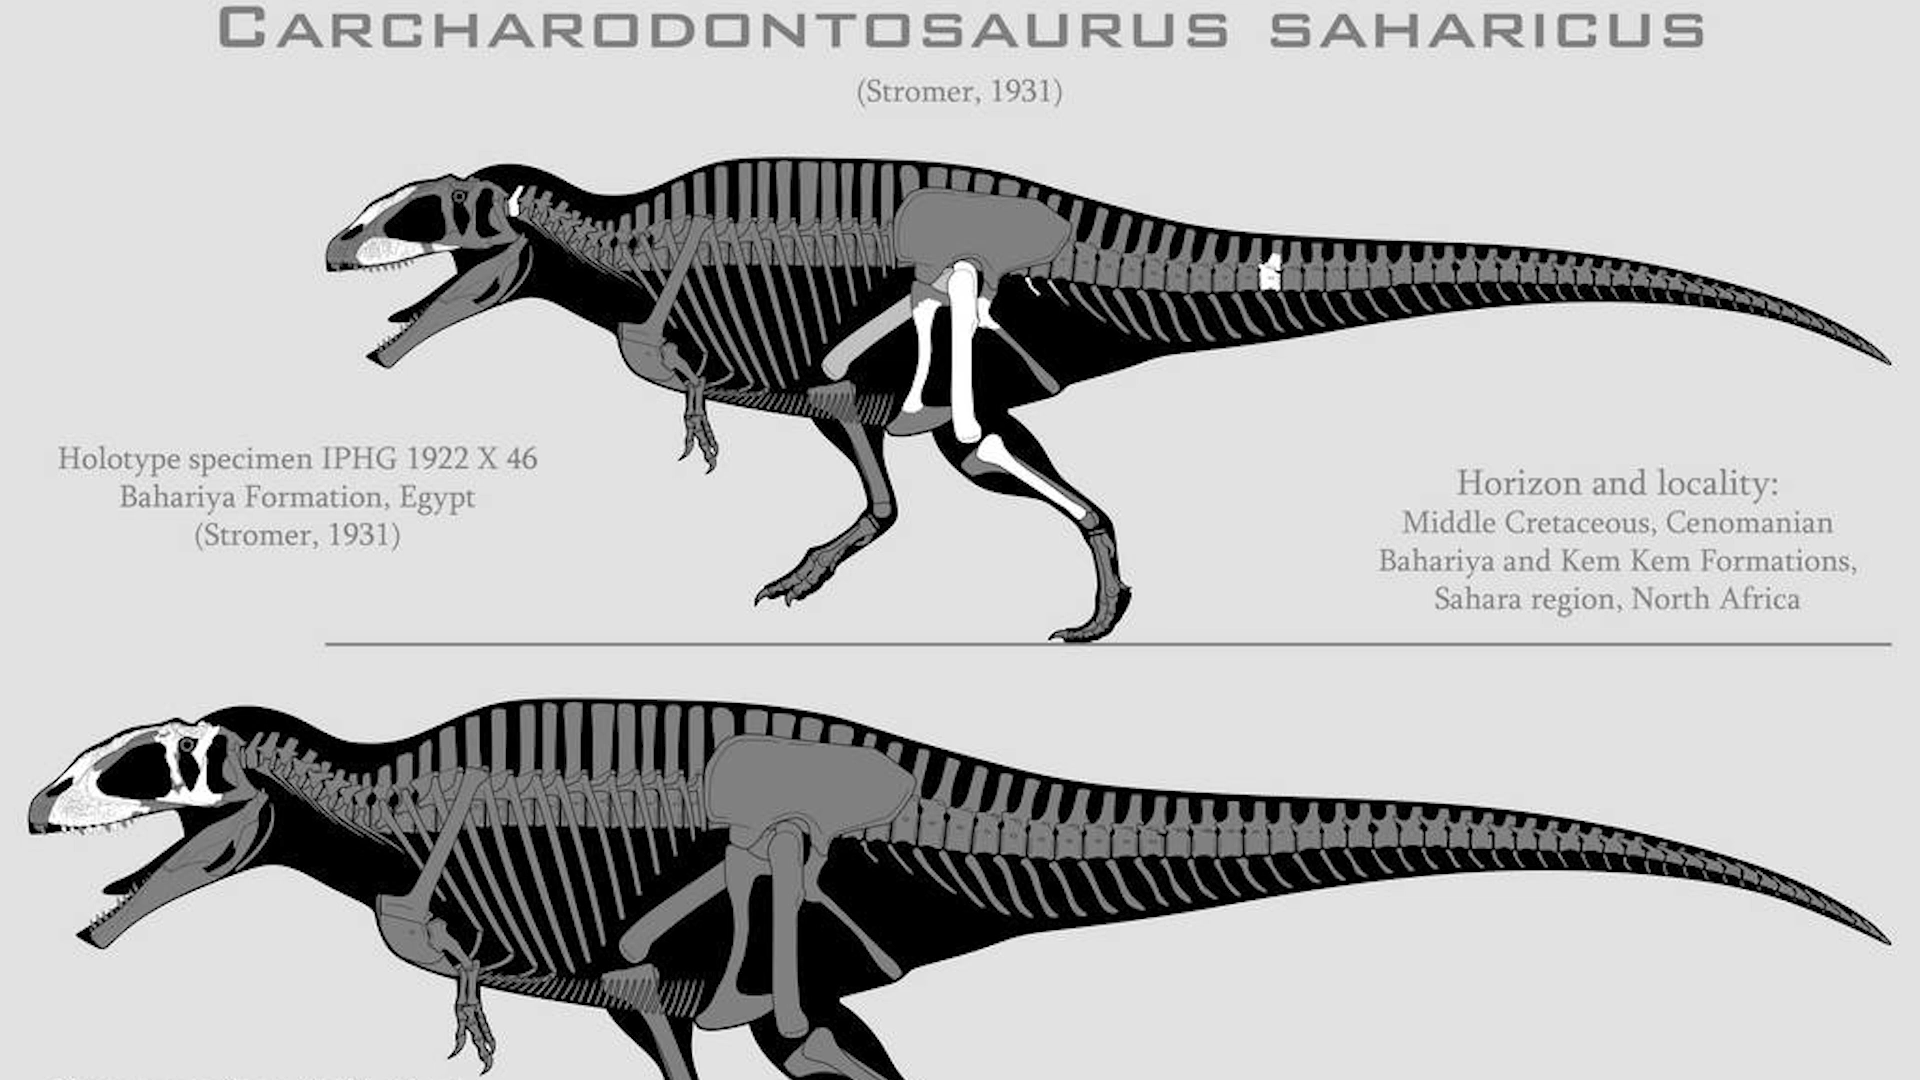 CARCHARODONTOSAURUS SAHARICUS
(Stromer, 1931)
Holotype specimen IPHG 1922 X 46
Bahariya Formation, Egypt
(Stromer, 1931)
Horizon and locality:
Middle Cretaceous, Cenomanian
Bahariya and Kem Kem Formations,
Sahara region, North Africa